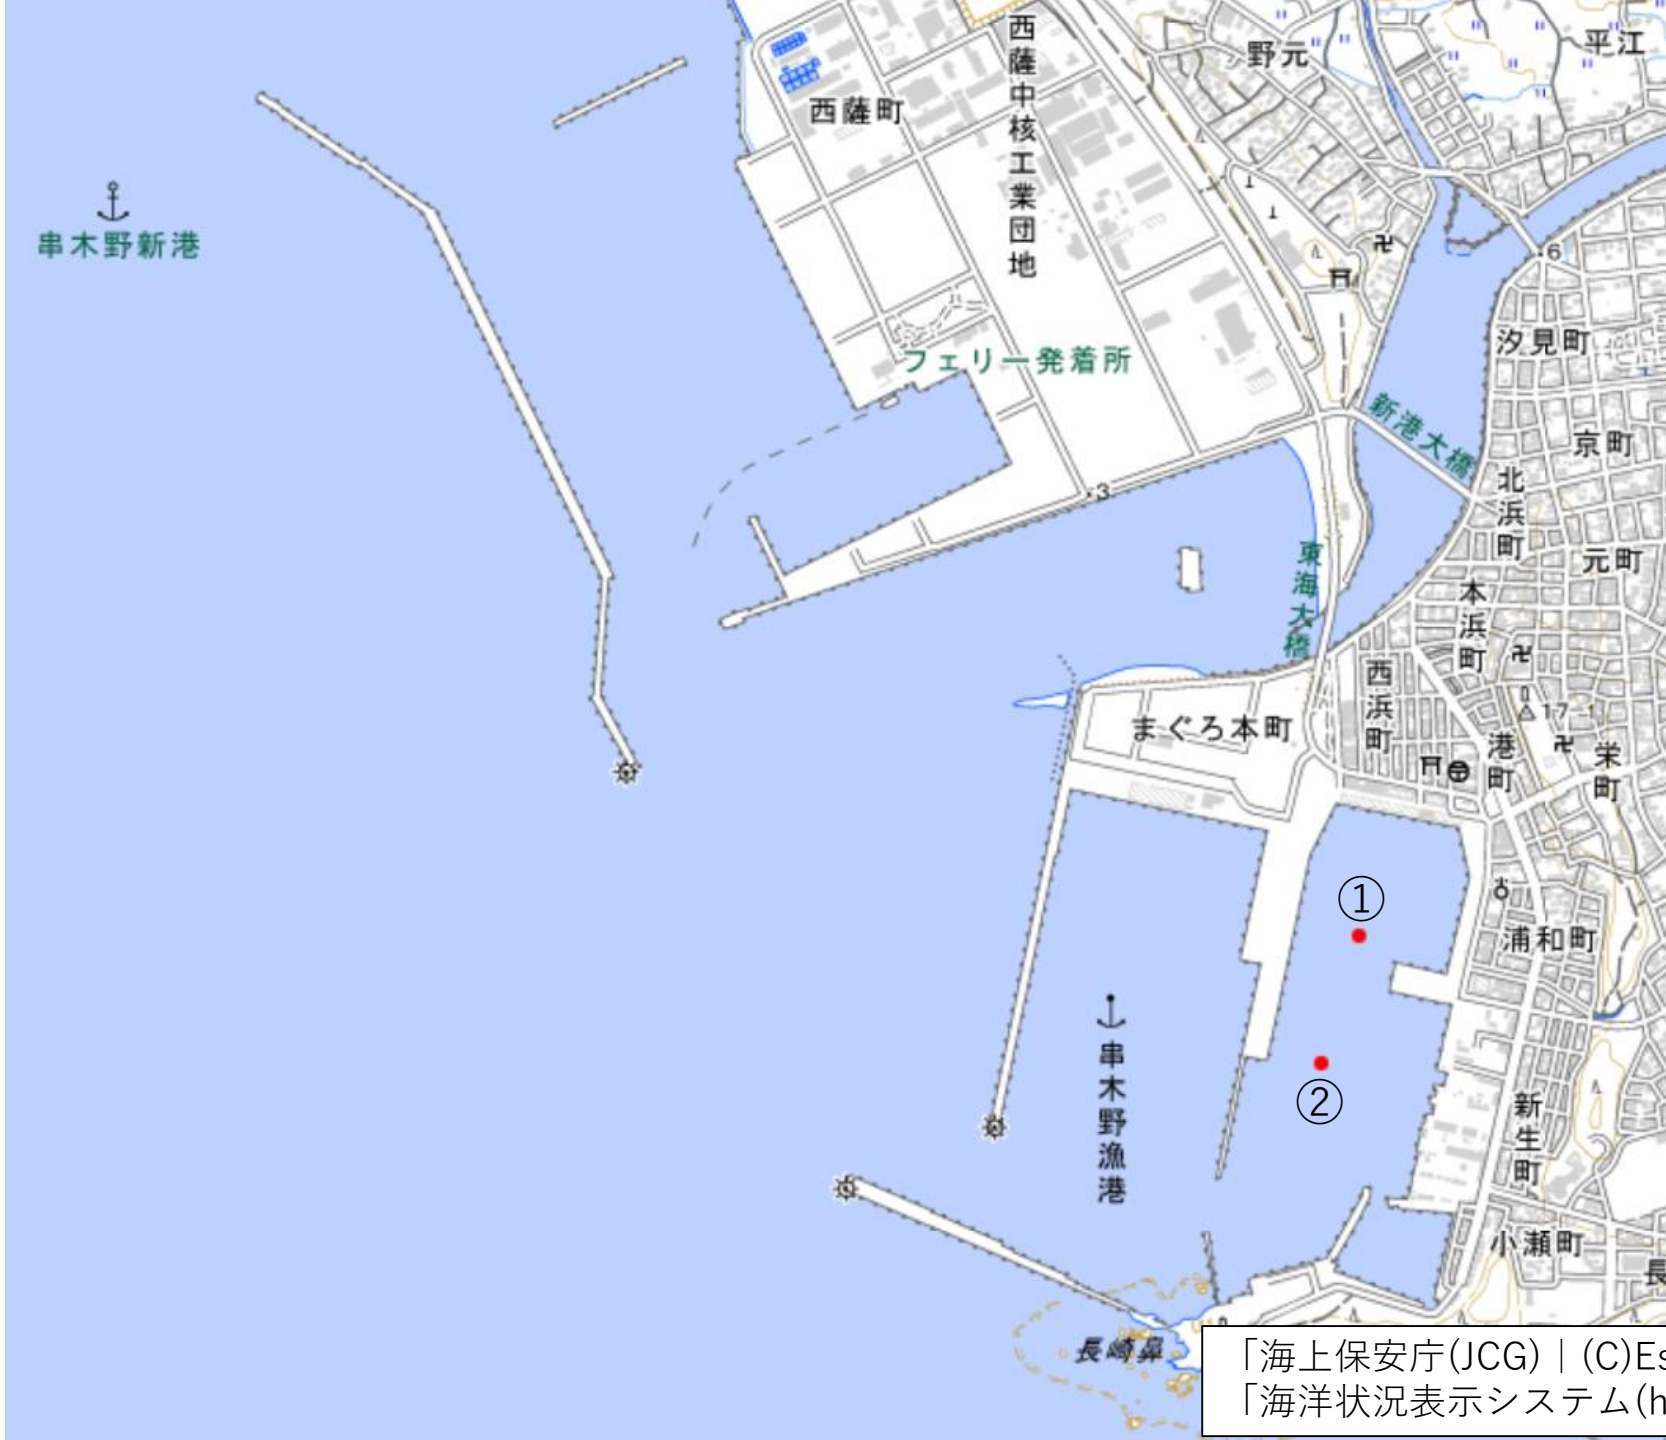 西薩中核工業団地
野元
平江
西薩町
串木野新港
6
汐見町
フェリー発着所
新港大橋
京町
北浜町
3
東海大橋
元町
本浜町
西浜町
まぐろ本町
17
港町
栄町
①
浦和町
串木野漁港
②
新生町
小瀬町
長
長崎鼻
「海上保安庁(JCG)｜(C)Es
「海洋状況表示システム(h